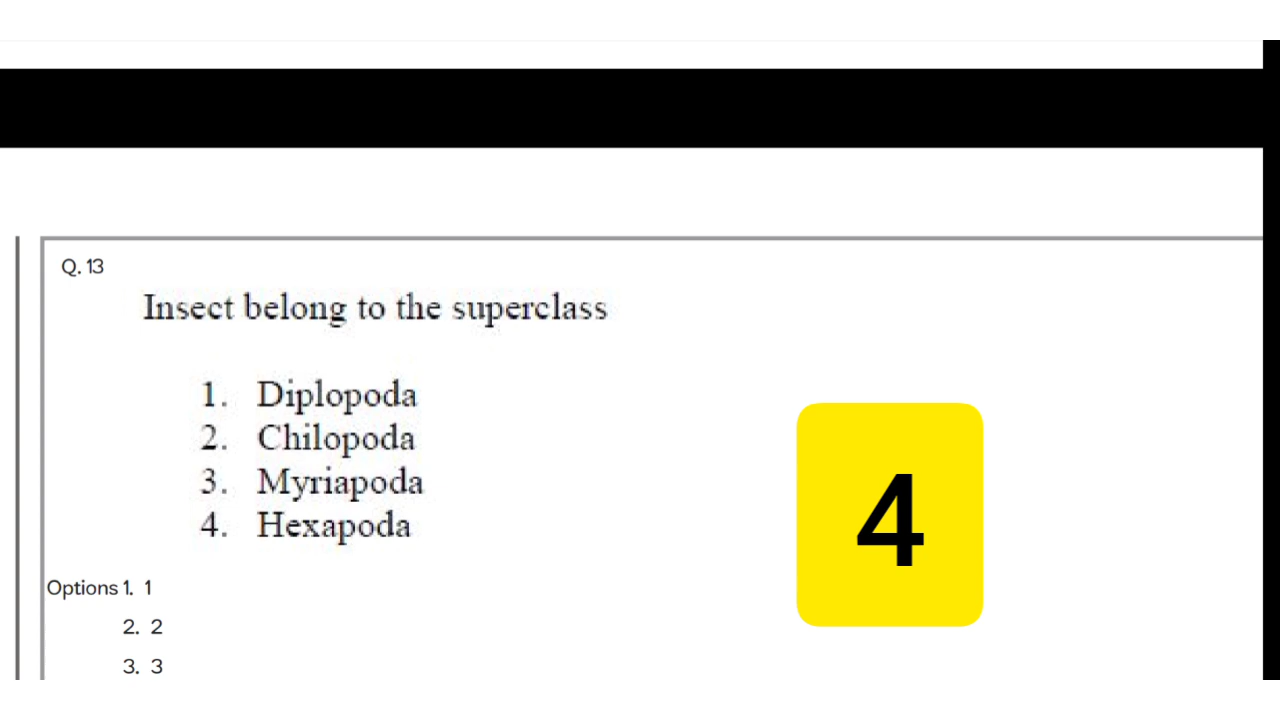 Q. 13
Insect belong to the superclass
1. Diplopoda
2. Chilopoda
3. Myriapoda
4. Hexapoda
4
Options 1. 1
2. 2
3. 3